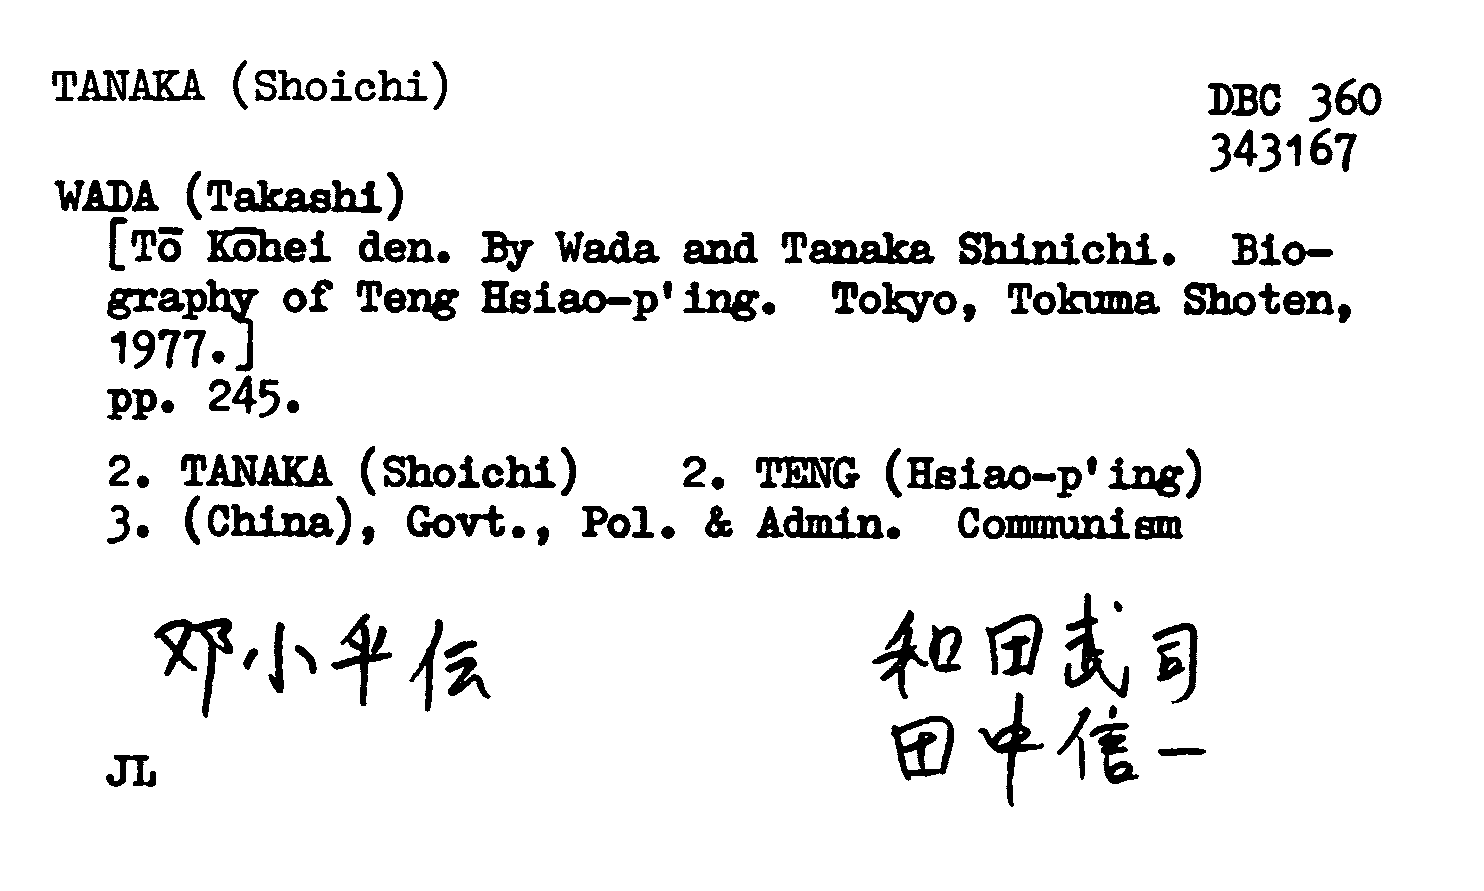 TANAKA (Shoichi)
DBC 360
343167
WADA (Takashi)
[Tō Kōhei den. By Wada and Tanaka Shinichi. Bio-
graphy of Teng Hsiao-p'ing. Tokyo, Tokuma Shoten,
1977.]
pp. 245.
2. TANAKA (Shoichi) 2. TENG (Hsiao-p'ing)
3. (China), Govt., Pol. & Admin. Communism
邓小平伝
和田武司
田中信一
JL